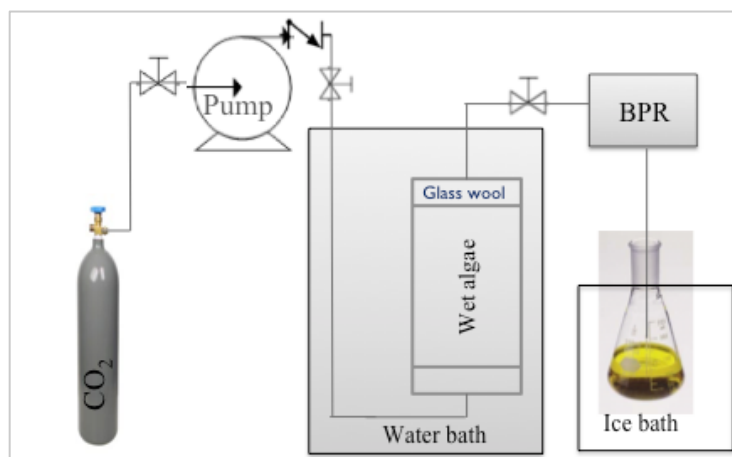 Pump
BPR
Glass wool
Wet algae
CO₂
Water bath
Ice bath